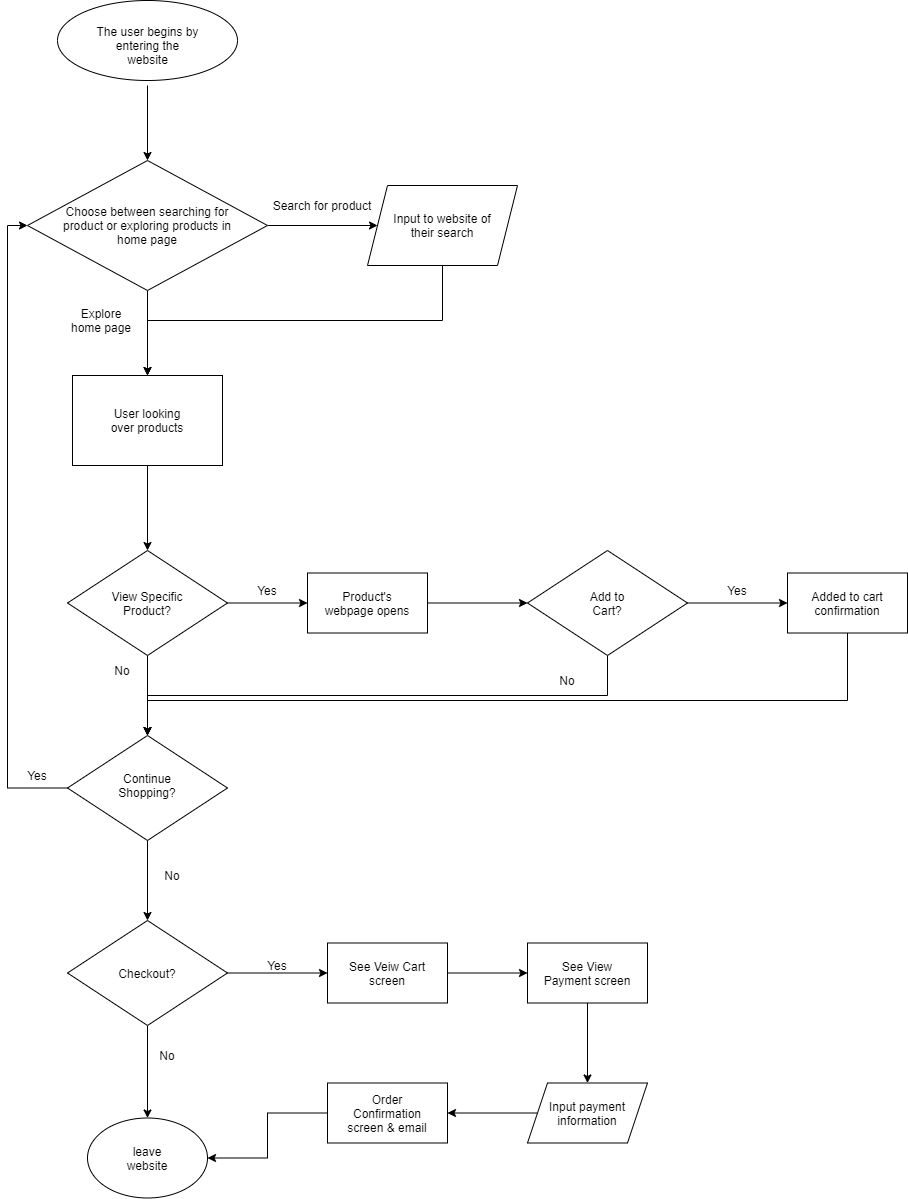 The user begins by
entering the
website
Choose between searching for
product or exploring products in
home page
Search for product
Input to website of
their search
Explore
home page
User looking
over products
View Specific
Product?
Yes
Product's
webpage opens
Add to
Cart?
Yes
Added to cart
confirmation
No
No
Continue
Shopping?
Yes
No
Checkout?
Yes
See Veiw Cart
screen
See View
Payment screen
No
Input payment
information
Order
Confirmation
screen & email
leave
website